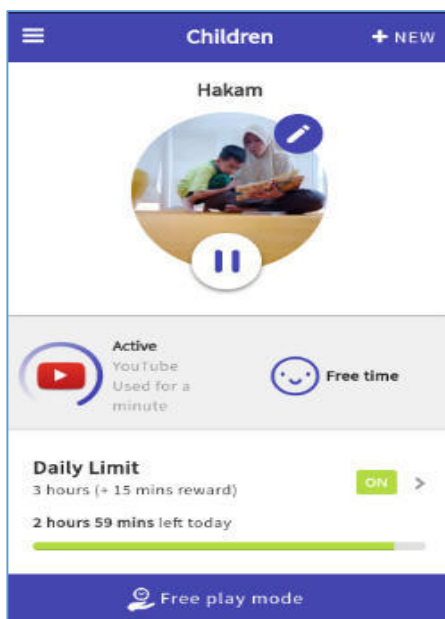 Children
+ NEW
Hakam
Active
YouTube
Used for a
minute
Free time
Daily Limit
3 hours (+ 15 mins reward)
ON
2 hours 59 mins left today
Free play mode